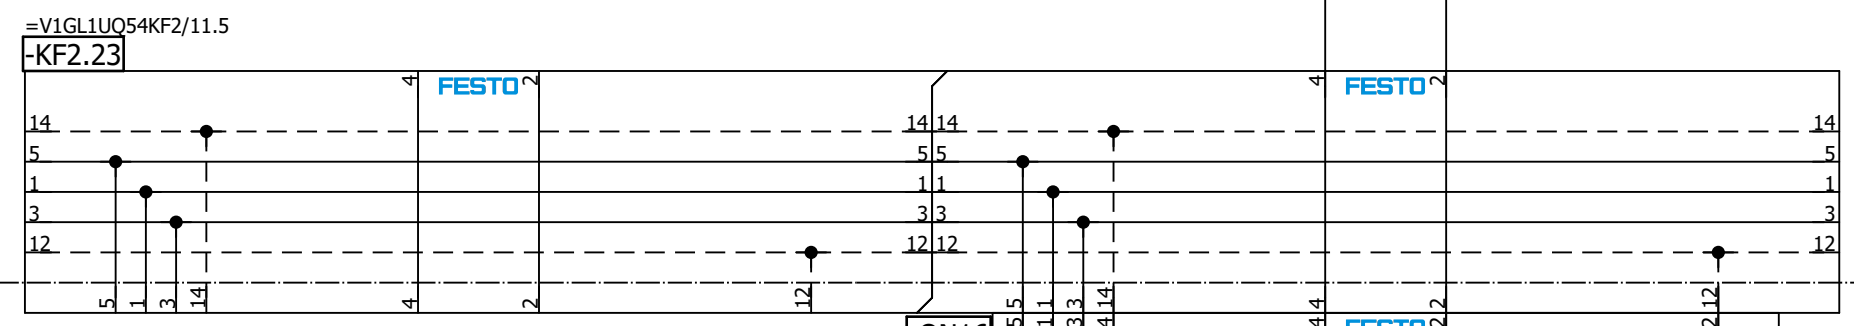 =V1GL1UQ54KF2/11.5
-KF2.23
4 FESTO 2 4 FESTO 2
14 14 14 14
5 5 5 5
1 1 1 1
3 3 3 3
12 12 12 12
5 1 3 14 4 2 12 5 1 3 14 4 2 12
5 1 3 4 4 FESTO 2 2